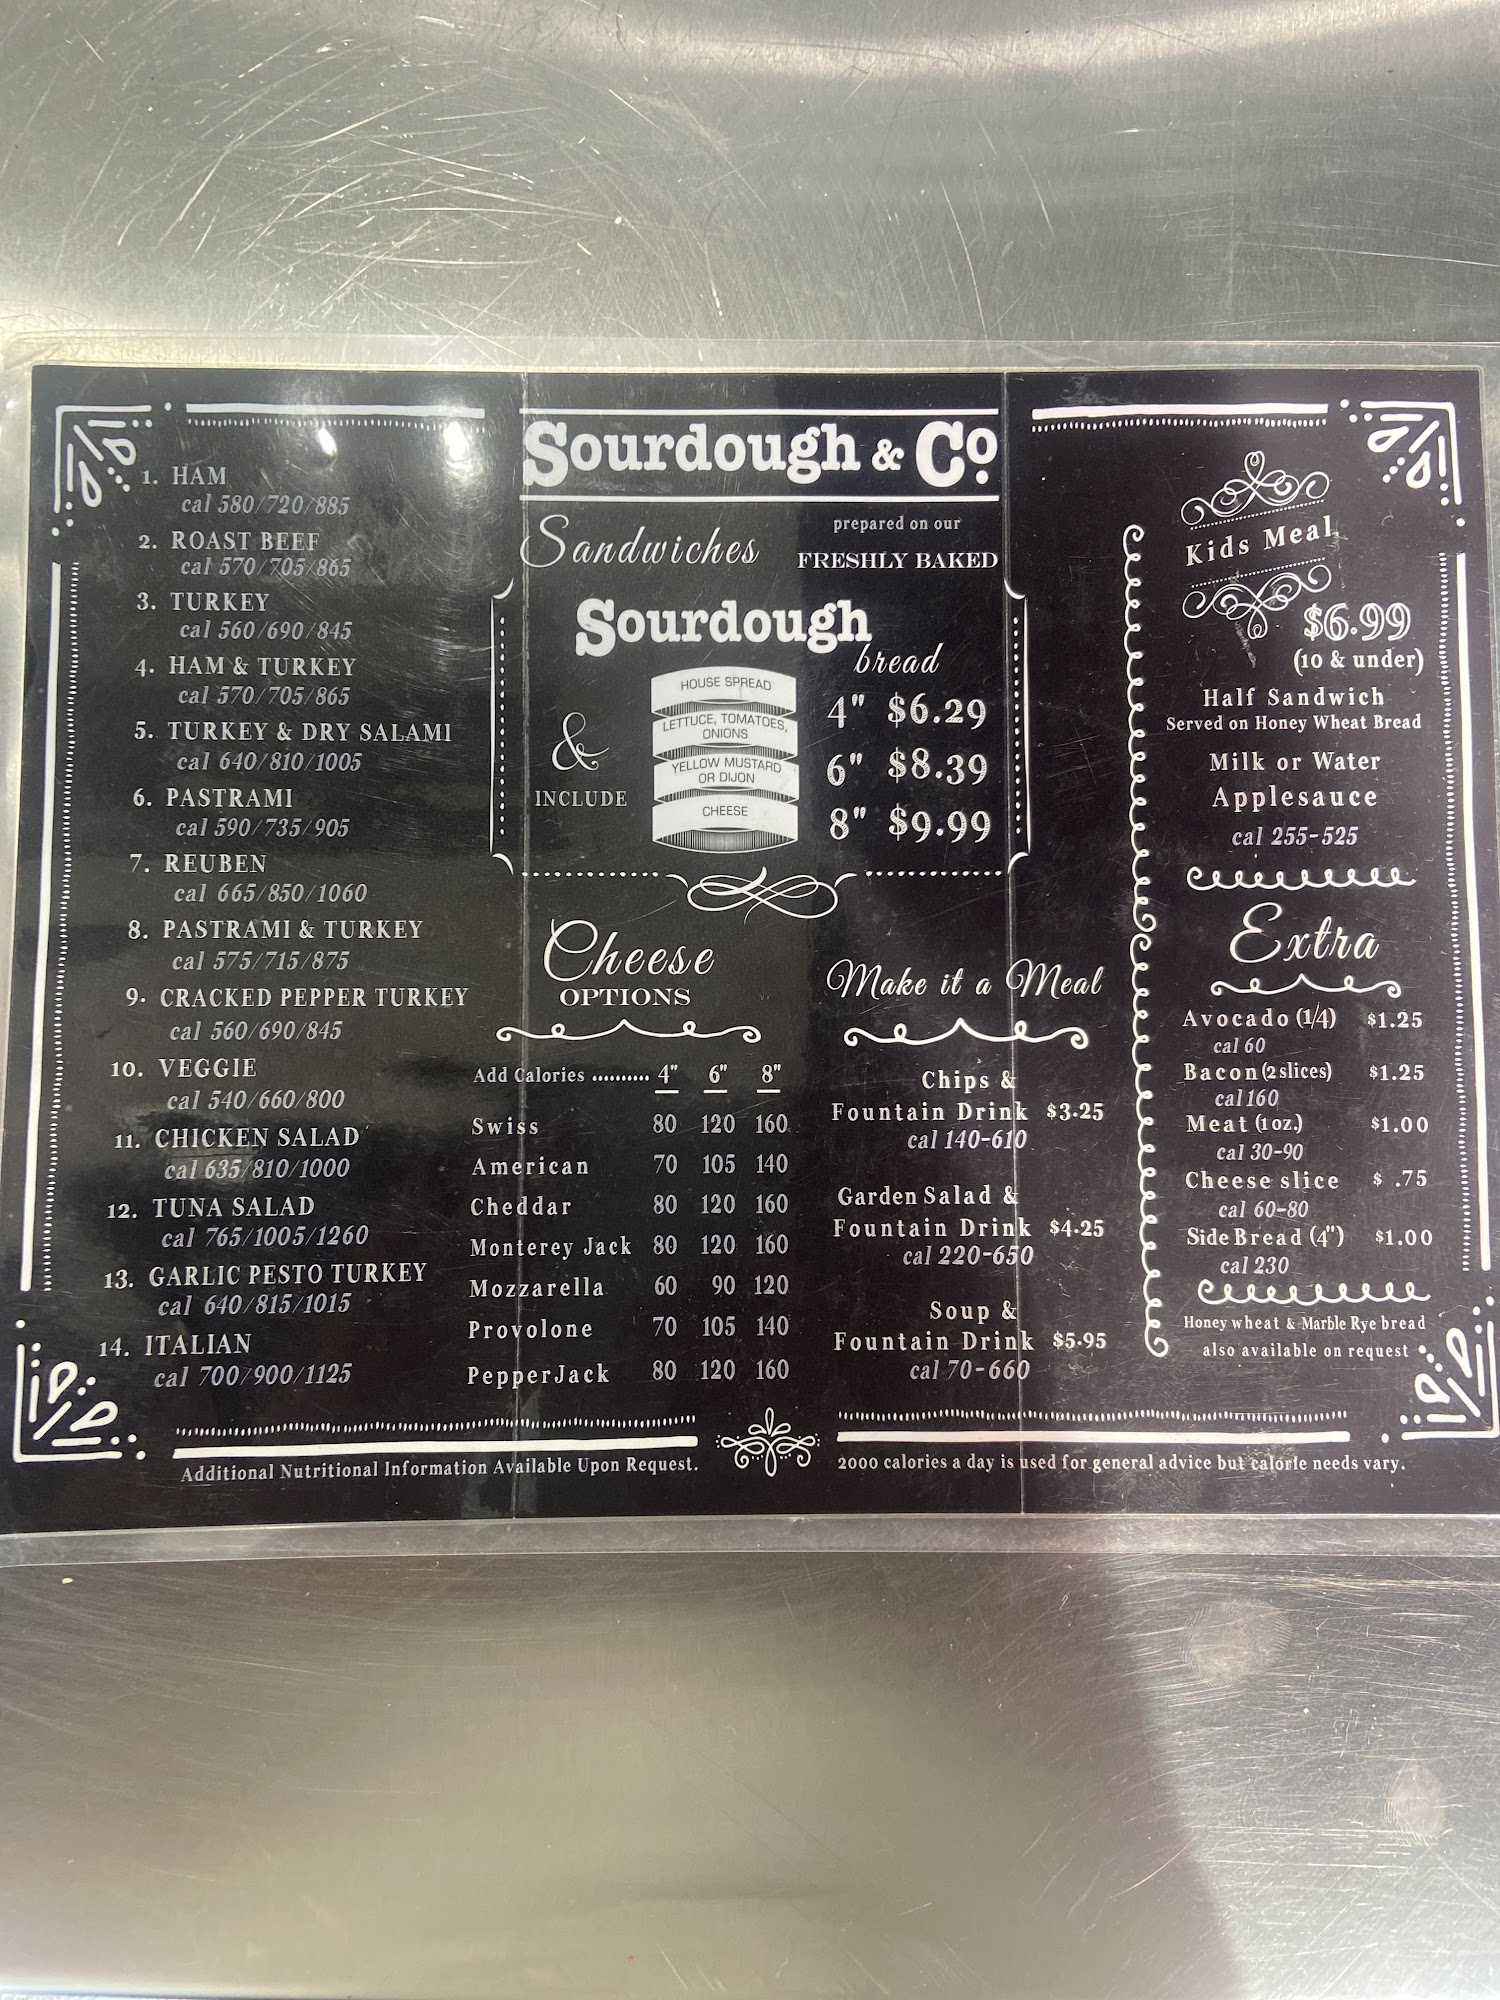 1. HAM
cal 580/720/885
2. ROAST BEEF
cal 570/705/865
3. TURKEY
cal 560/690/845
4. HAM & TURKEY
cal 570/705/865
5. TURKEY & DRY SALAMI
cal 640/810/1005
6. PASTRAMI
cal 590/735/905
7. REUBEN
cal 665/850/1060
8. PASTRAMI & TURKEY
cal 575/715/875
9. CRACKED PEPPER TURKEY
cal 560/690/845
10. VEGGIE
cal 540/660/800
11. CHICKEN SALAD
cal 635/810/1000
12. TUNA SALAD
cal 765/1005/1260
13. GARLIC PESTO TURKEY
cal 640/815/1015
14. ITALIAN
cal 700/900/1125
Sourdough & Co.
Sandwiches
prepared on our
FRESHLY BAKED
Sourdough
bread
&
INCLUDE
HOUSE SPREAD
LETTUCE, TOMATOES,
ONIONS
YELLOW MUSTARD
OR DIJON
CHEESE
4" $6.29
6" $8.39
8" $9.99
Cheese
OPTIONS
Add Calories .......... 4" 6" 8"
Swiss 80 120 160
American 70 105 140
Cheddar 80 120 160
Monterey Jack 80 120 160
Mozzarella 60 90 120
Provolone 70 105 140
PepperJack 80 120 160
Make it a Meal
Chips &
Fountain Drink $3.25
cal 140-610
Garden Salad &
Fountain Drink $4.25
cal 220-650
Soup &
Fountain Drink $5.95
cal 70-660
Kids Meal
$6.99
(10 & under)
Half Sandwich
Served on Honey Wheat Bread
Milk or Water
Applesauce
cal 255-525
Extra
Avocado (1/4) $1.25
cal 60
Bacon (2 slices) $1.25
cal 160
Meat (1 oz.) $1.00
cal 30-90
Cheese slice $ .75
cal 60-80
Side Bread (4") $1.00
cal 230
Honey wheat & Marble Rye bread
also available on request
Additional Nutritional Information Available Upon Request.
2000 calories a day is used for general advice but calorie needs vary.